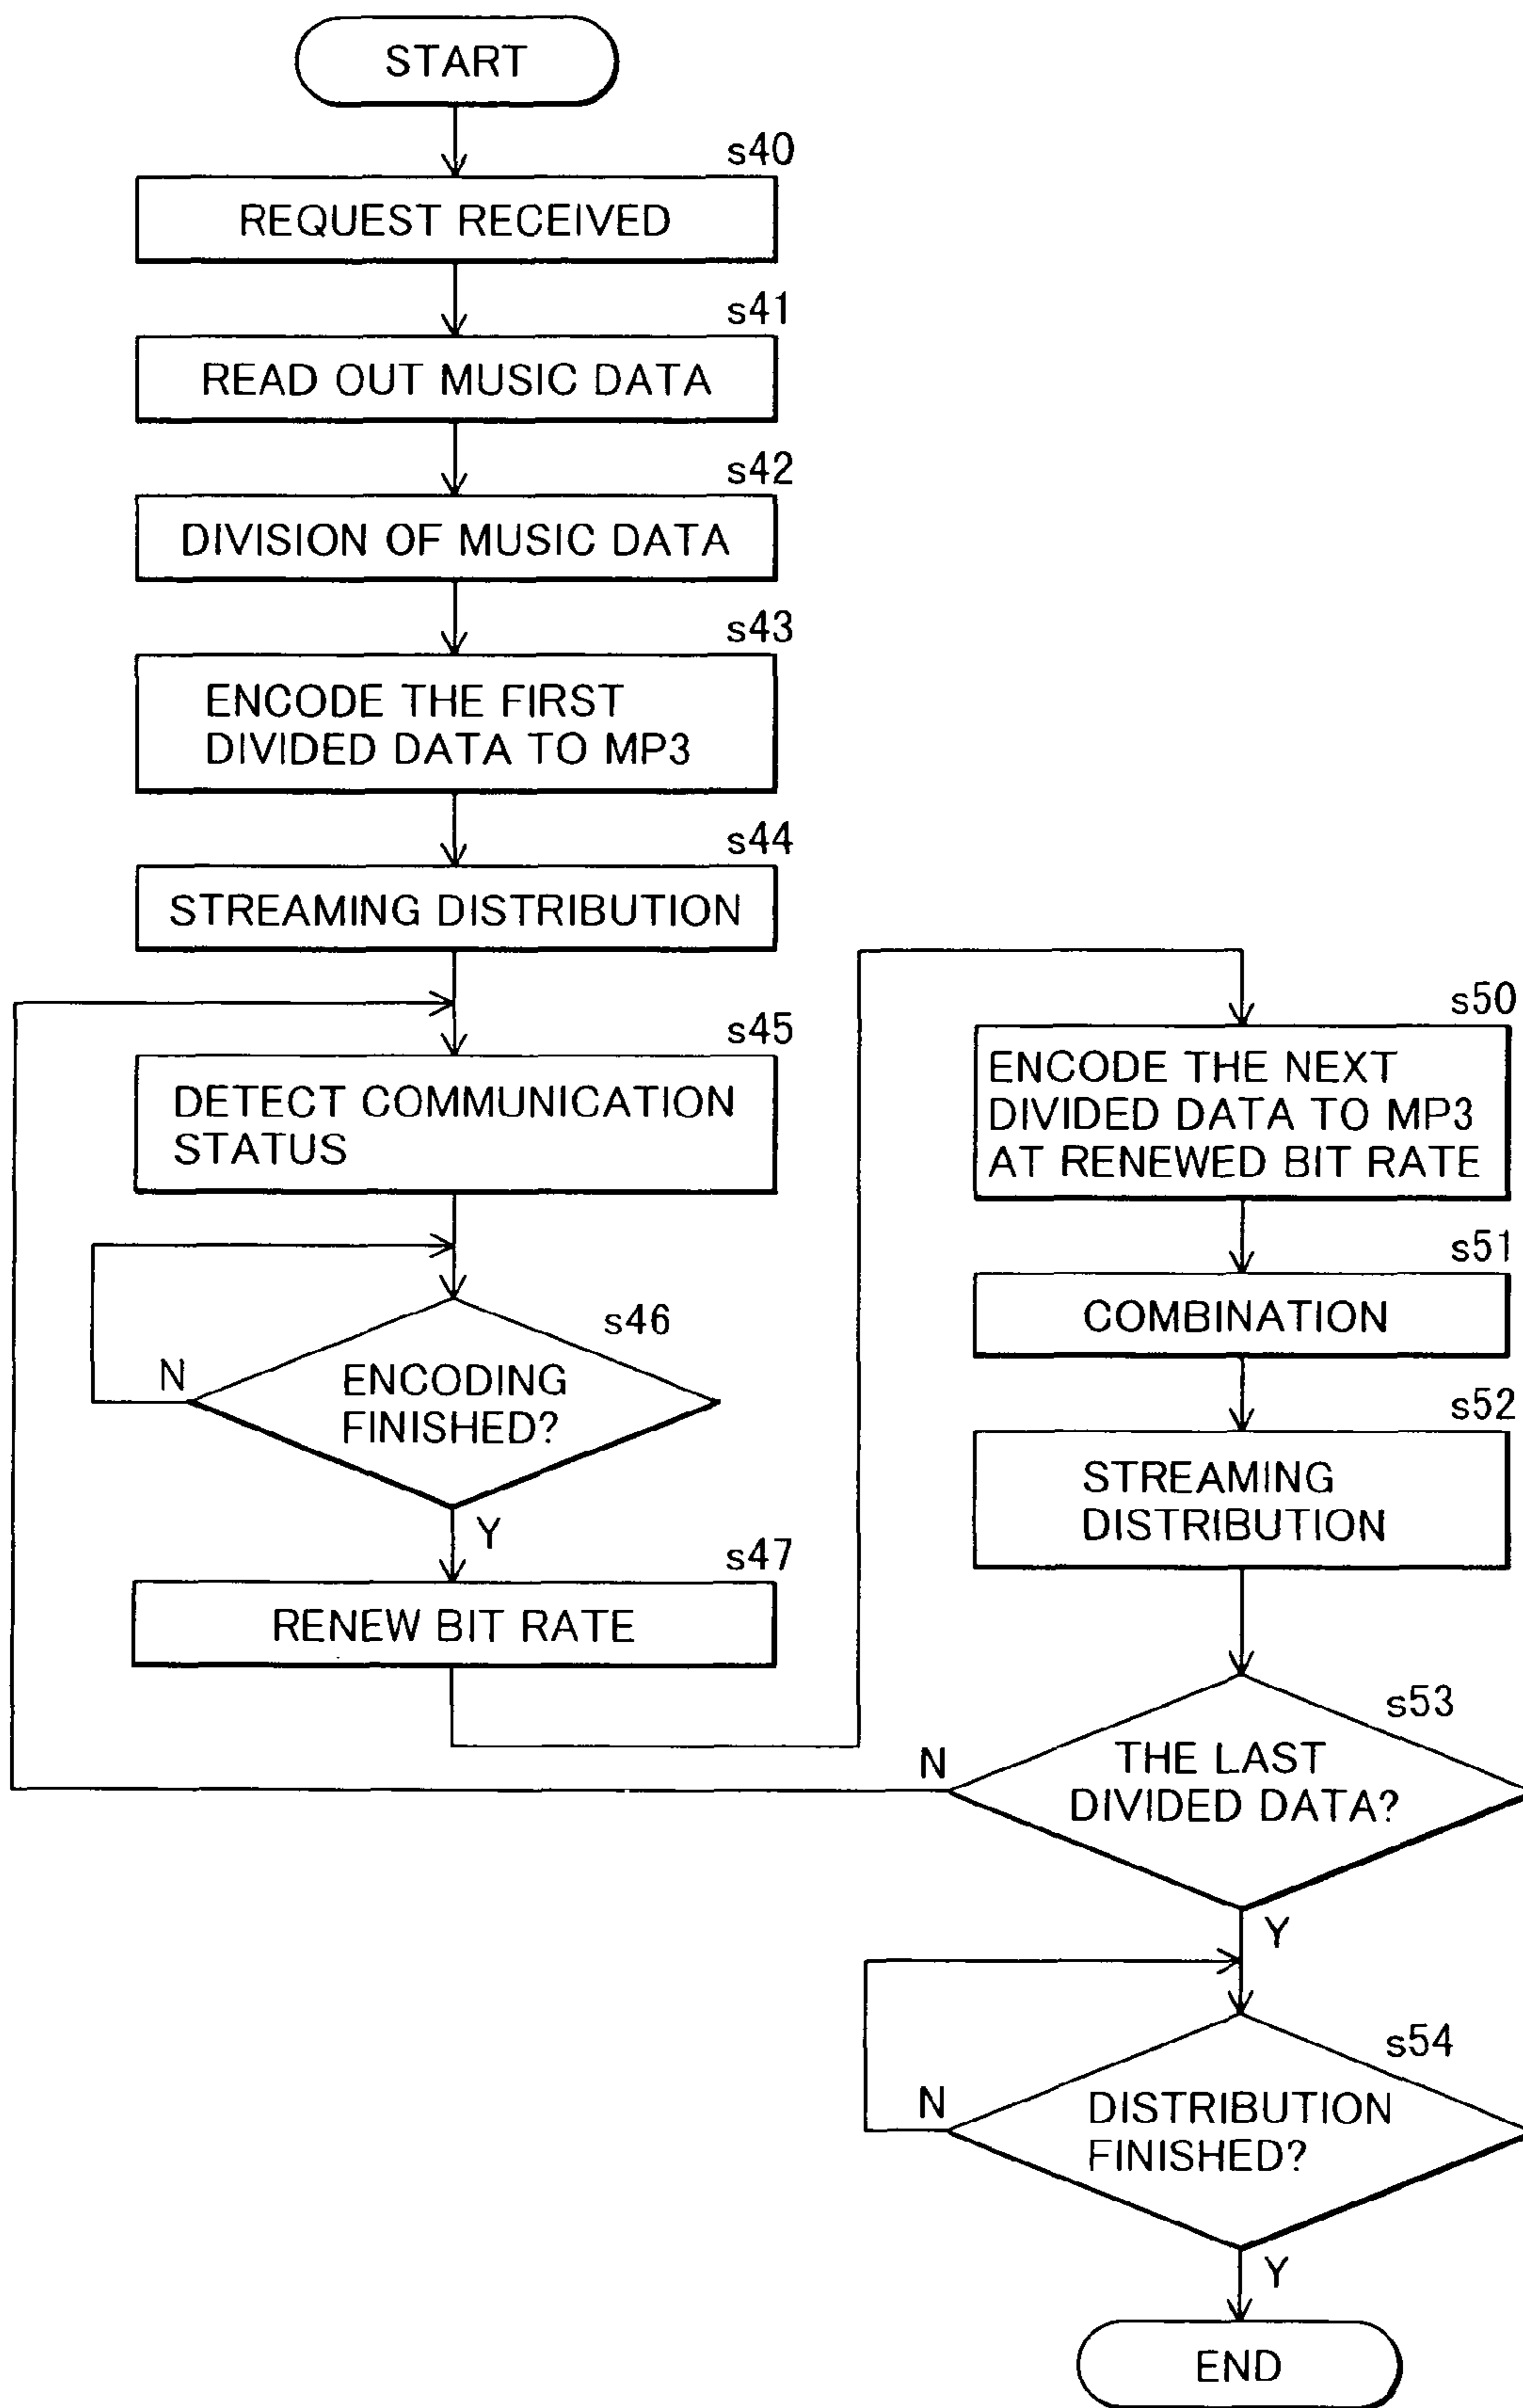 START
s40
REQUEST RECEIVED
s41
READ OUT MUSIC DATA
s42
DIVISION OF MUSIC DATA
s43
ENCODE THE FIRST
DIVIDED DATA TO MP3
s44
STREAMING DISTRIBUTION
s45
DETECT COMMUNICATION
STATUS
s46
ENCODING
FINISHED?
N
Y
s47
RENEW BIT RATE
s50
ENCODE THE NEXT
DIVIDED DATA TO MP3
AT RENEWED BIT RATE
s51
COMBINATION
s52
STREAMING
DISTRIBUTION
s53
THE LAST
DIVIDED DATA?
N
Y
s54
DISTRIBUTION
FINISHED?
N
Y
END